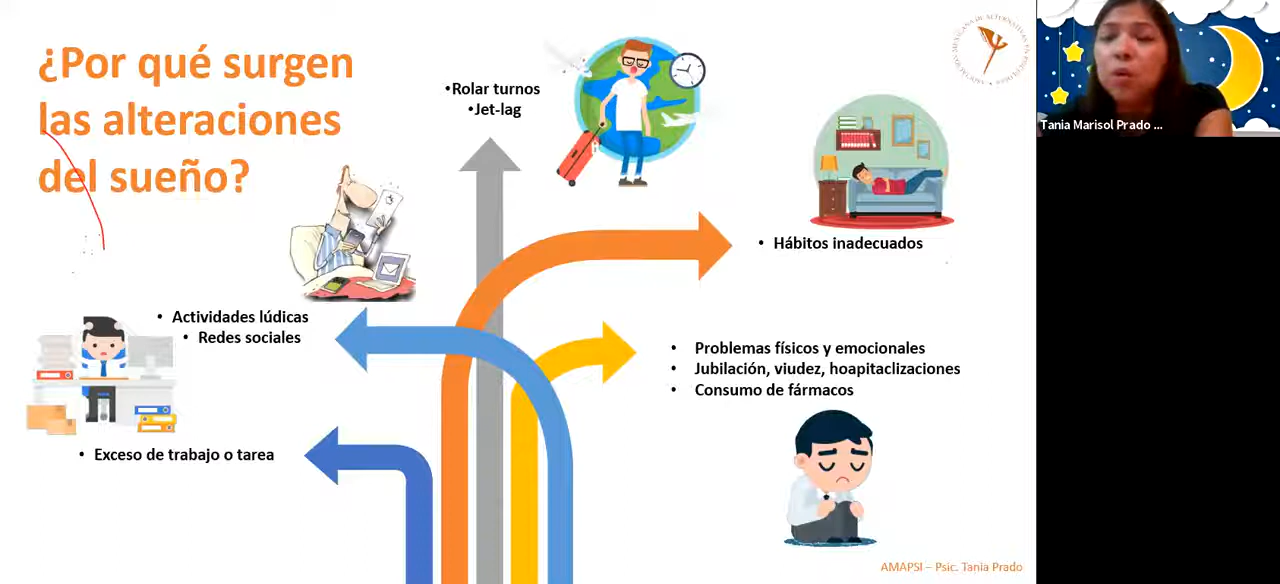 ¿Por qué surgen
las alteraciones
del sueño?
•Rolar turnos
•Jet-lag
• Hábitos inadecuados
• Actividades lúdicas
• Redes sociales
• Problemas físicos y emocionales
• Jubilación, viudez, hoapitaclizaciones
• Consumo de fármacos
• Exceso de trabajo o tarea
AMAPSI – Psic. Tania Prado
Tania Marisol Prado ...